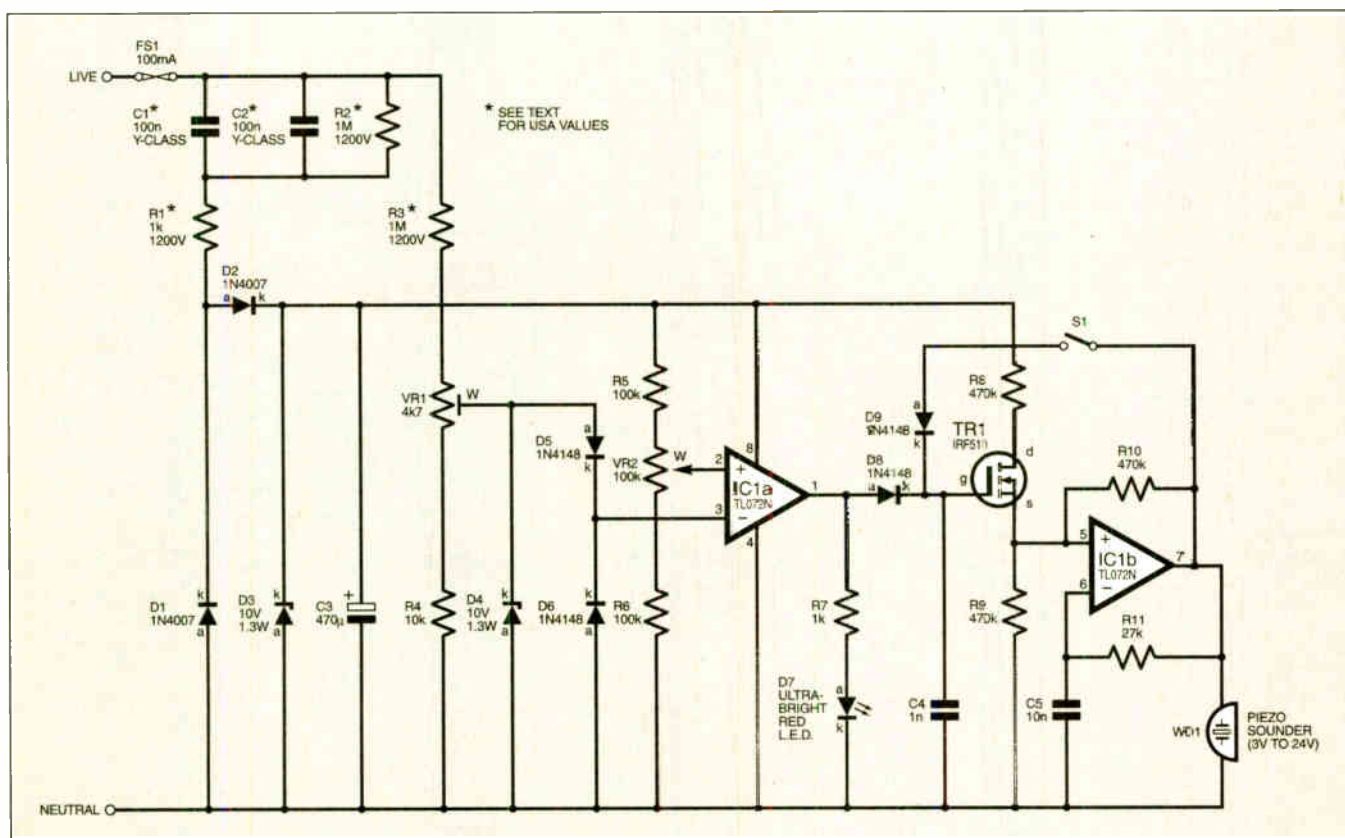 FS1
100mA
LIVE
C1*
100n
Y-CLASS
C2*
100n
Y-CLASS
R2*
1M
1200V
* SEE TEXT
FOR USA VALUES
R1*
1k
1200V
R3*
1M
1200V
D2
1N4007
a
k
VR1
4k7
W
D5
1N4148
a
k
R5
100k
VR2
100k
W
2
+
3
−
8
4
1
IC1a
TL072N
S1
D9
1N4148
a
k
D8
1N4148
a
k
R8
470k
TR1
IRF510
g
d
s
R10
470k
5
+
6
−
7
IC1b
TL072N
D1
1N4007
k
a
D3
10V
1.3W
k
a
C3
470µ
+
R4
10k
D4
10V
1.3W
k
a
D6
1N4148
k
a
R6
100k
R7
1k
D7
ULTRA-
BRIGHT
RED
L.E.D.
a
k
C4
1n
R9
470k
C5
10n
R11
27k
WD1
PIEZO
SOUNDER
(3V TO 24V)
NEUTRAL